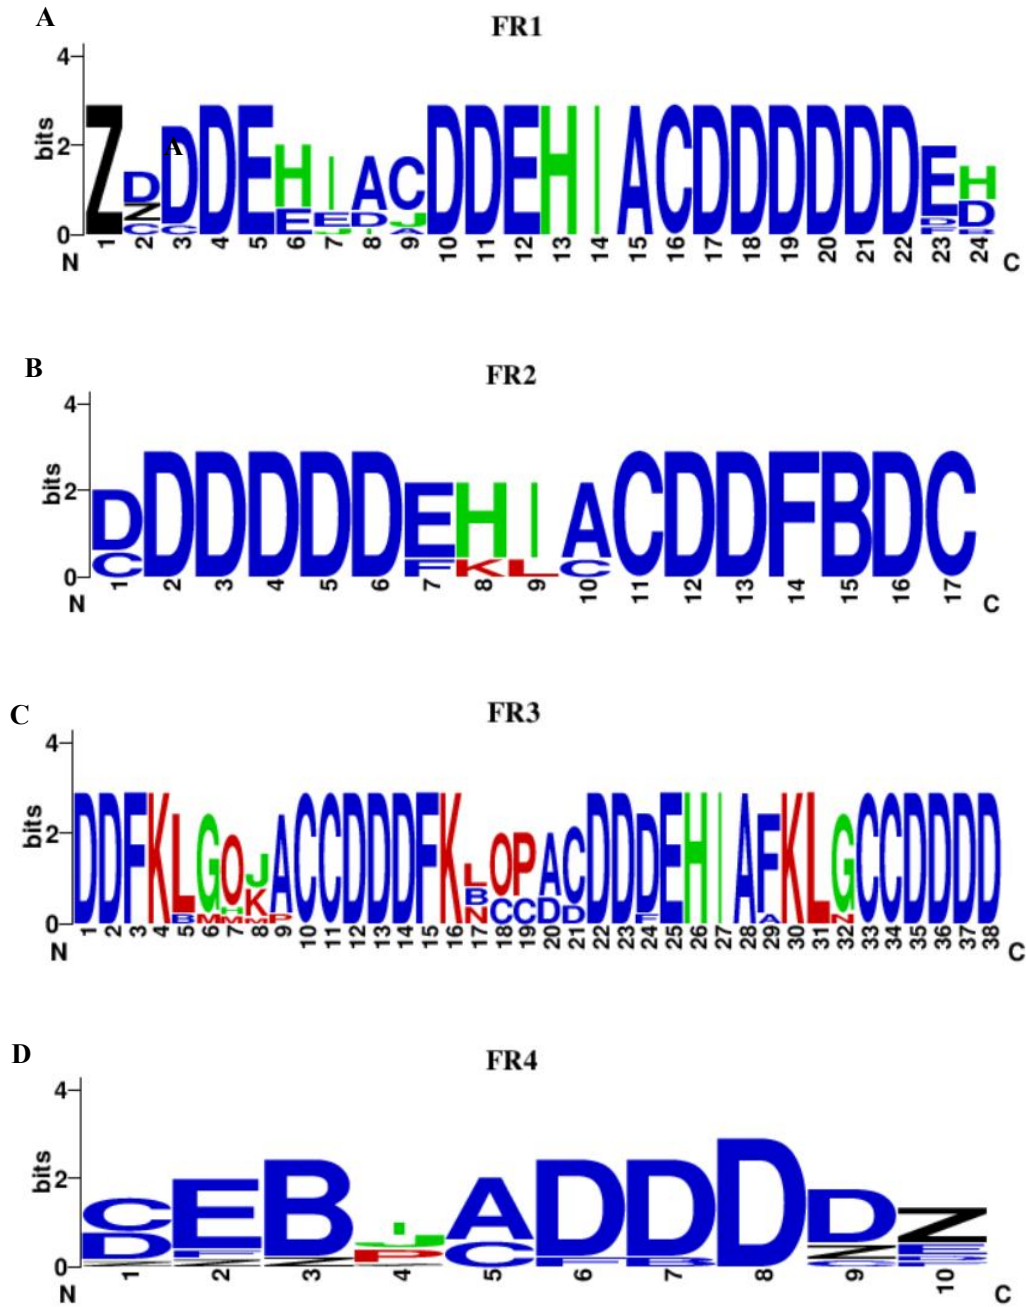 A
FR1
4
2
0
bits
A
ZDDDEHIACDDEHIACDDDDDDEH
Z E E D J D
C C J A
1 2 3 4 5 6 7 8 9 10 11 12 13 14 15 16 17 18 19 20 21 22 23 24
N C
B
FR2
4
2
0
bits
DDDDDDEHIACDDFBDC
C F K L C
1 2 3 4 5 6 7 8 9 10 11 12 13 14 15 16 17
N C
C
FR3
4
2
0
bits
DDFKLGOJACCDDDFKLOPACDDDEHIAFKLGCCDDDD
B M H K P B C C D D F A N
M M N
1 2 3 4 5 6 7 8 9 10 11 12 13 14 15 16 17 18 19 20 21 22 23 24 25 26 27 28 29 30 31 32 33 34 35 36 37 38
N C
D
FR4
4
2
0
bits
CEBJADDDDZ
D F Z P C F B Z E
1 2 3 4 5 6 7 8 9 10
N C